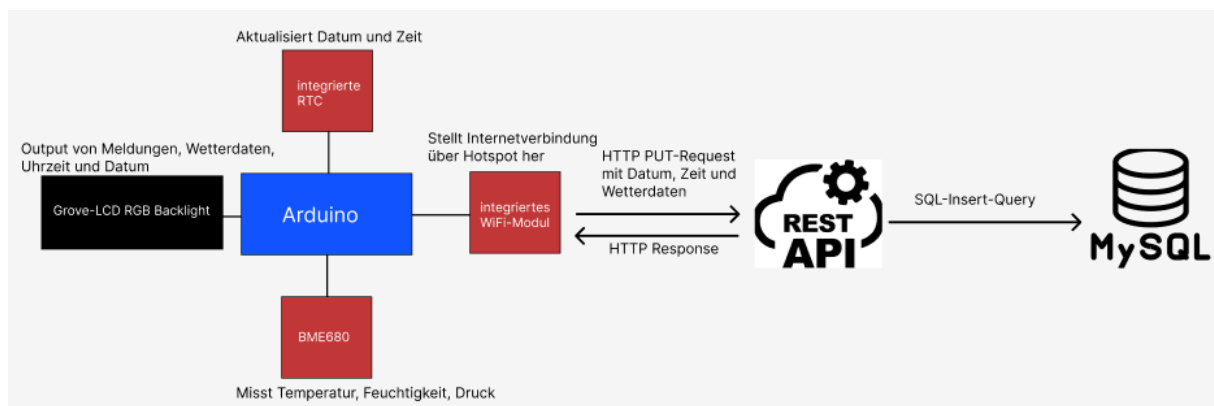 Aktualisiert Datum und Zeit
integrierte
RTC
Output von Meldungen, Wetterdaten,
Uhrzeit und Datum
Grove-LCD RGB Backlight
Arduino
Stellt Internetverbindung
über Hotspot her
integriertes
WiFi-Modul
HTTP PUT-Request
mit Datum, Zeit und
Wetterdaten
HTTP Response
REST
API
SQL-Insert-Query
MySQL
BME680
Misst Temperatur, Feuchtigkeit, Druck